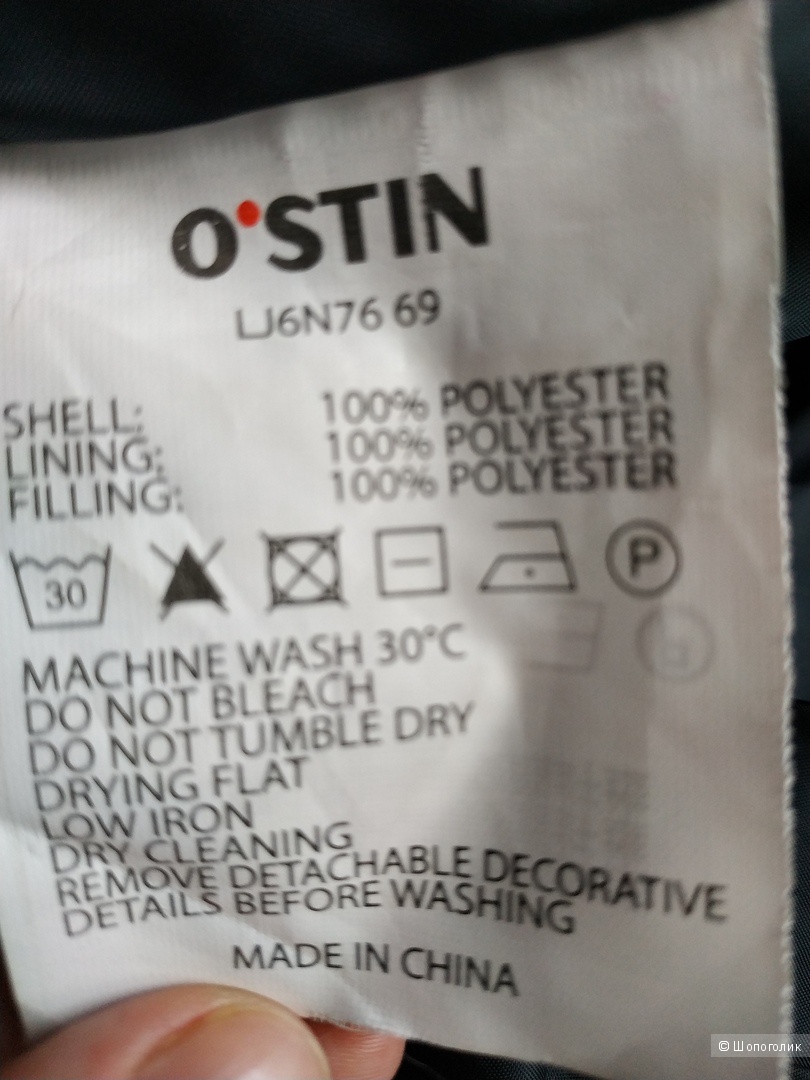 O'STIN
LJ6N76 69
SHELL: 100% POLYESTER
LINING: 100% POLYESTER
FILLING: 100% POLYESTER
30 P
MACHINE WASH 30°C
DO NOT BLEACH
DO NOT TUMBLE DRY
DRYING FLAT
LOW IRON
DRY CLEANING
REMOVE DETACHABLE DECORATIVE
DETAILS BEFORE WASHING
MADE IN CHINA
© Шопоголик